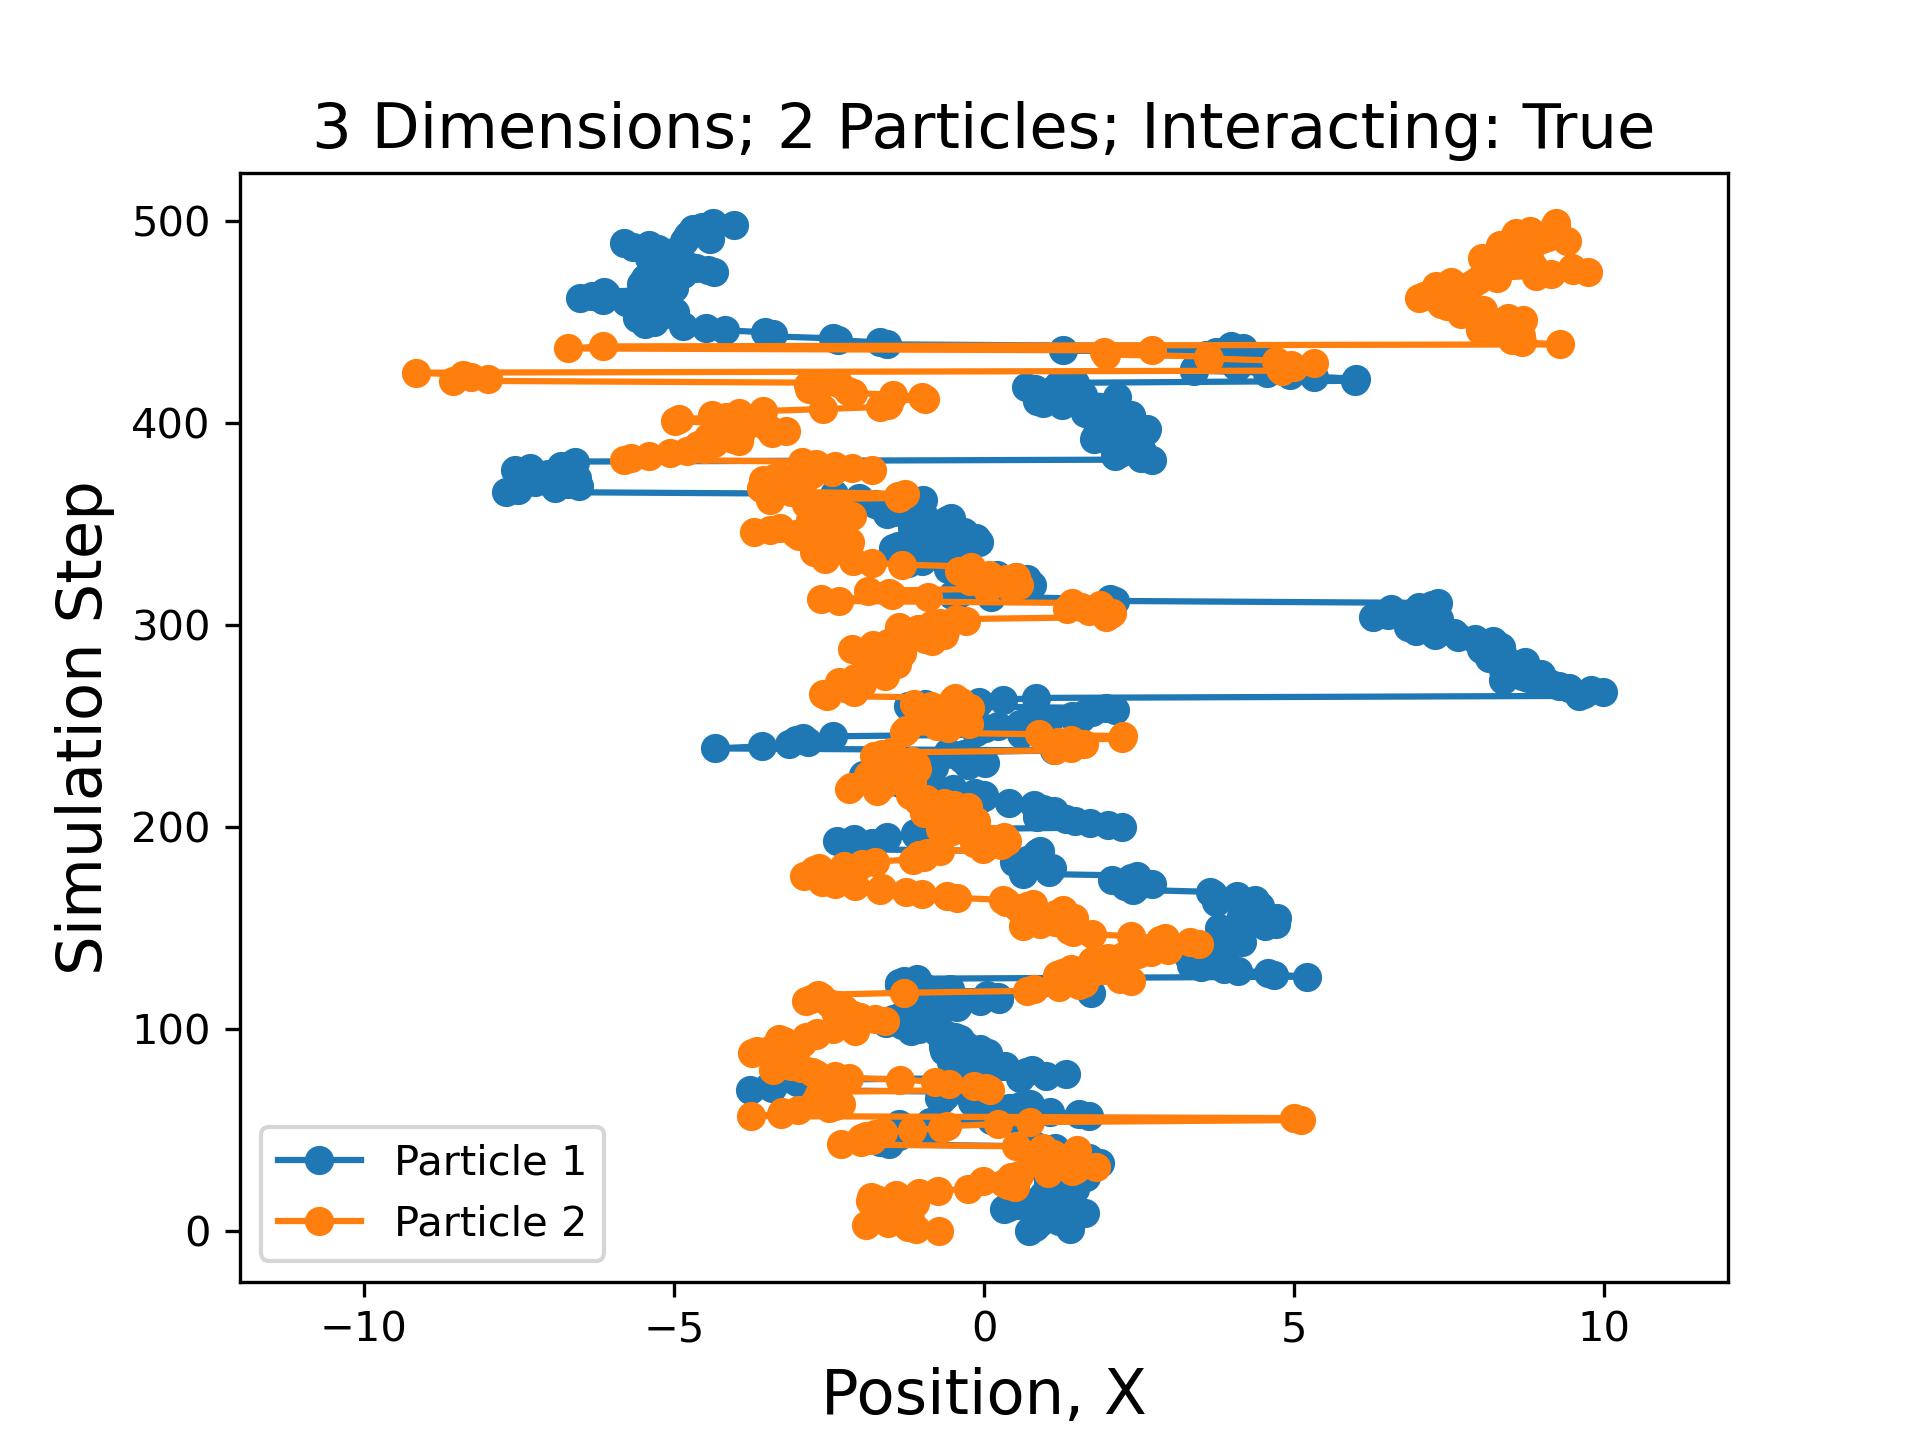 3 Dimensions; 2 Particles; Interacting: True
500
400
300
200
100
0
Simulation Step
Particle 1
Particle 2
−10
−5
0
5
10
Position, X